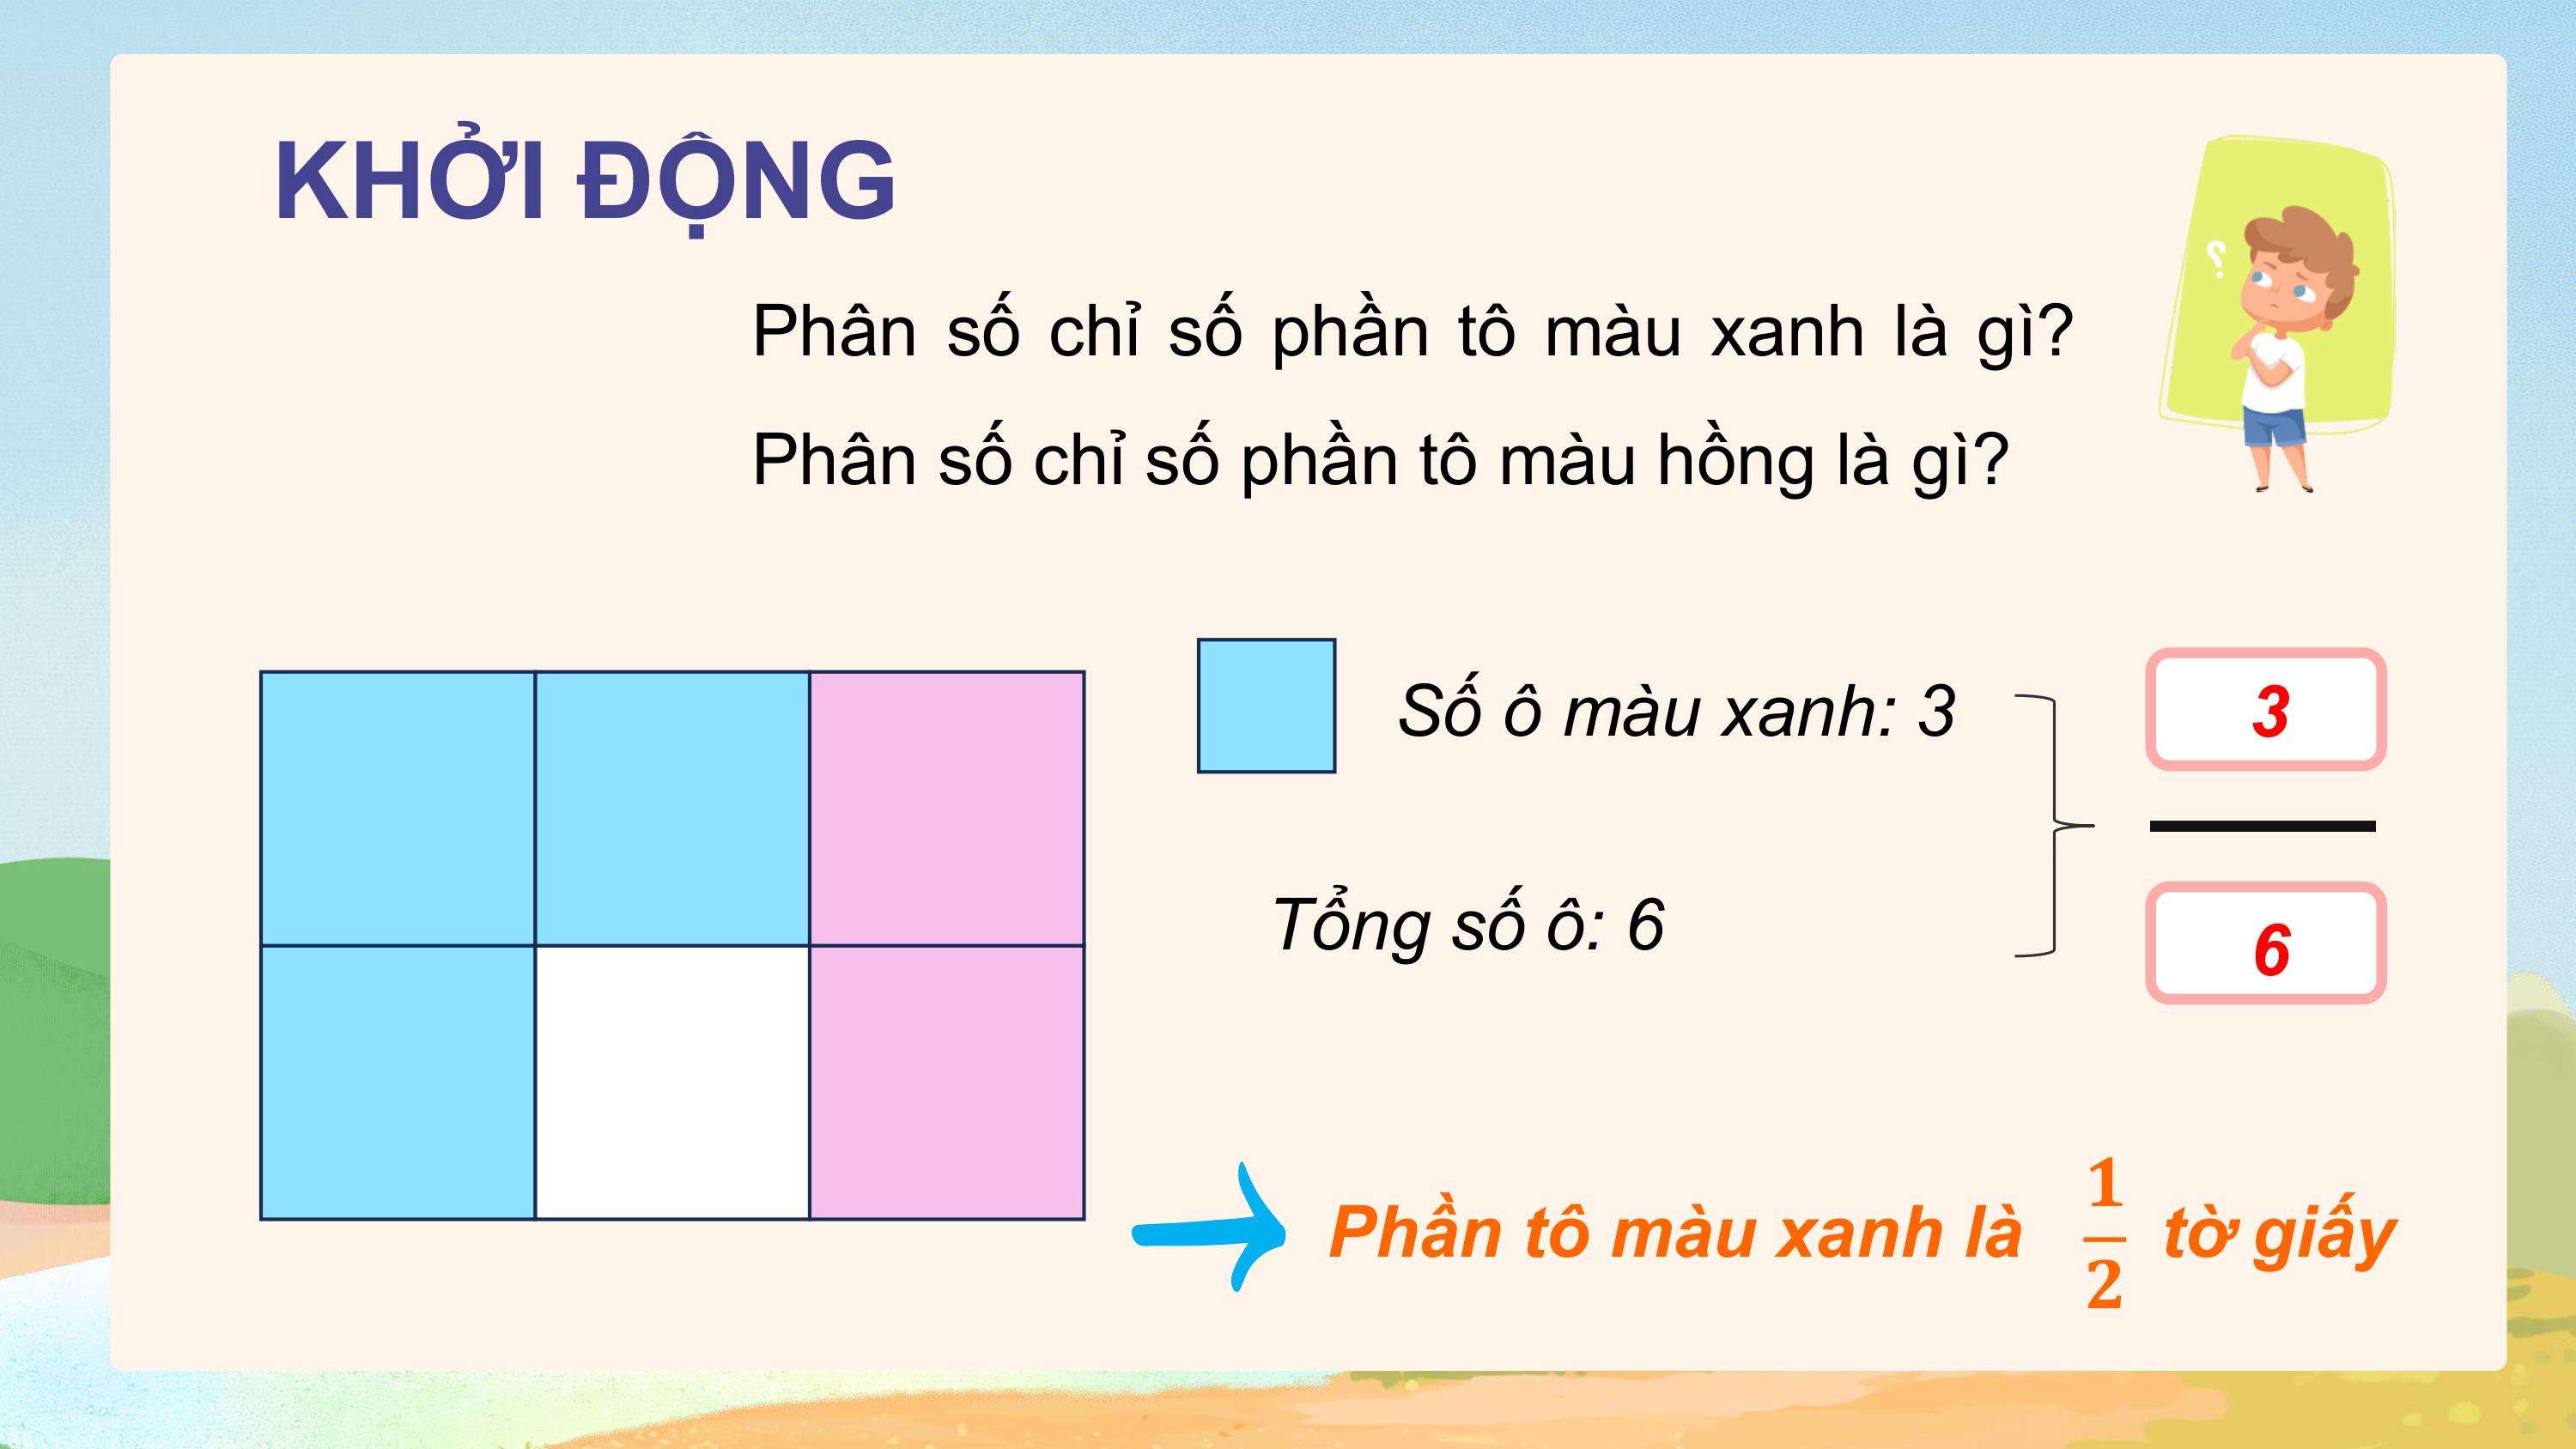 KHỞI ĐỘNG
Phân số chỉ số phần tô màu xanh là gì?
Phân số chỉ số phần tô màu hồng là gì?
?
Số ô màu xanh: 3
3
Tổng số ô: 6
6
Phần tô màu xanh là 1/2 tờ giấy